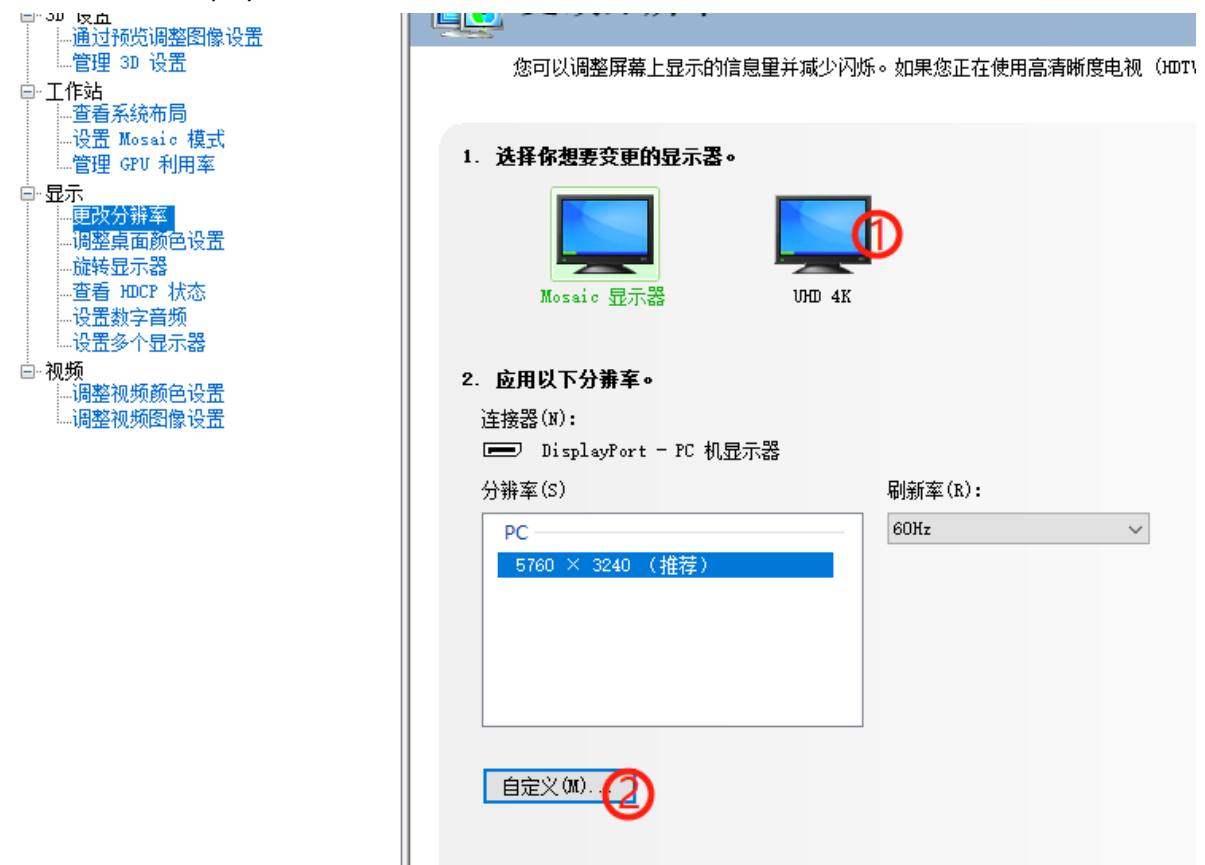 3D 设置
通过预览调整图像设置
管理 3D 设置
工作站
查看系统布局
设置 Mosaic 模式
管理 GPU 利用率
显示
更改分辨率
调整桌面颜色设置
旋转显示器
查看 HDCP 状态
设置数字音频
设置多个显示器
视频
调整视频颜色设置
调整视频图像设置
您可以调整屏幕上显示的信息量并减少闪烁。如果您正在使用高清晰度电视 (HDTV
1. 选择你想要变更的显示器。
①
Mosaic 显示器
UHD 4K
2. 应用以下分辨率。
连接器(N):
DisplayPort - PC 机显示器
分辨率(S)
刷新率(R):
PC
60Hz
5760 × 3240 (推荐)
自定义(M)...
②